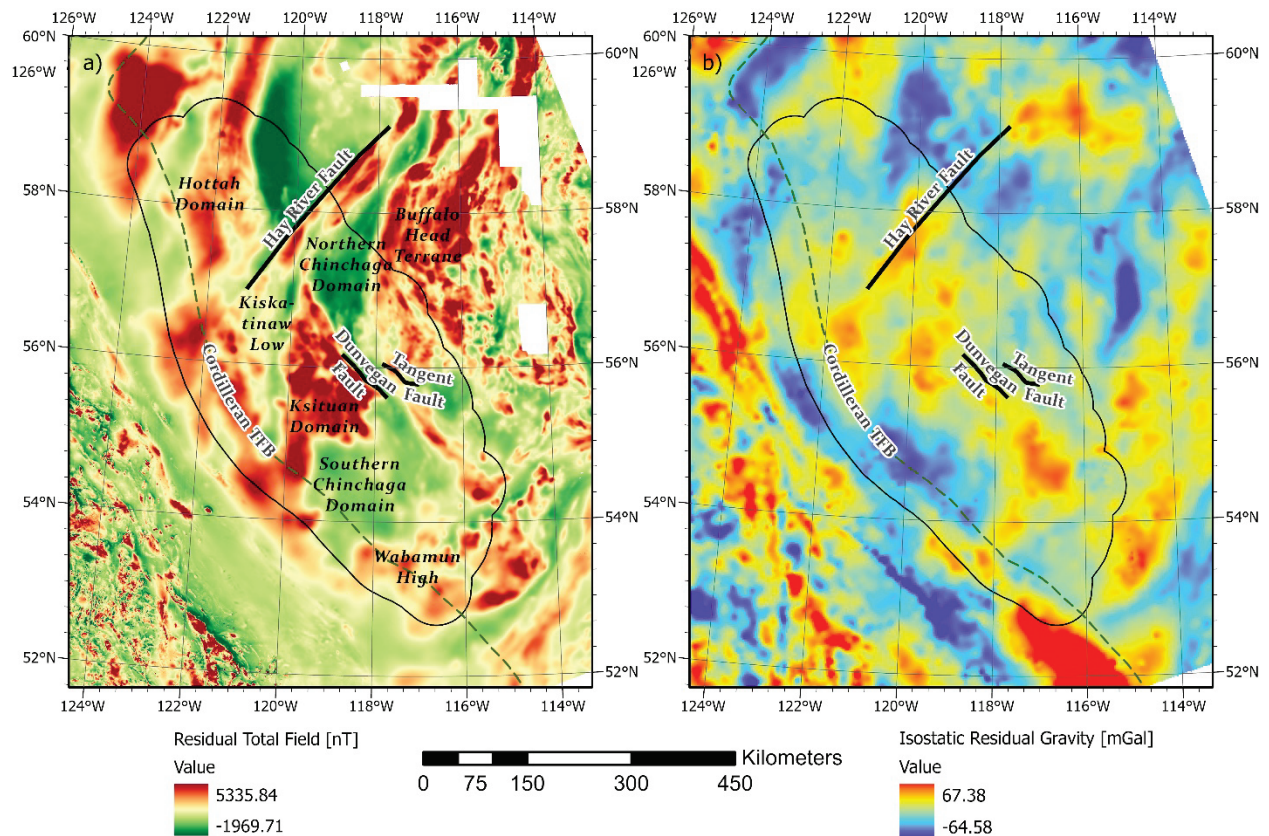 126°W 124°W 122°W 120°W 118°W 116°W 114°W
60°N
126°W
58°N
56°N
54°N
52°N
60°N
58°N
56°N
54°N
52°N
124°W 122°W 120°W 118°W 116°W 114°W
a)
Hottah
Domain
Hay River Fault
Buffalo
Head
Terrane
Northern
Chinchaga
Domain
Kiska-
tinaw
Low
Cordilleran TFB
Dunvegan
Fault
Tangent
Fault
Ksituan
Domain
Southern
Chinchaga
Domain
Wabamun
High
126°W 124°W 122°W 120°W 118°W 116°W 114°W
60°N
126°W
58°N
56°N
54°N
52°N
60°N
58°N
56°N
54°N
52°N
124°W 122°W 120°W 118°W 116°W 114°W
b)
Hay River Fault
Cordilleran TFB
Dunvegan
Fault
Tangent
Fault
Residual Total Field [nT]
Value
5335.84
-1969.71
Kilometers
0 75 150 300 450
Isostatic Residual Gravity [mGal]
Value
67.38
-64.58